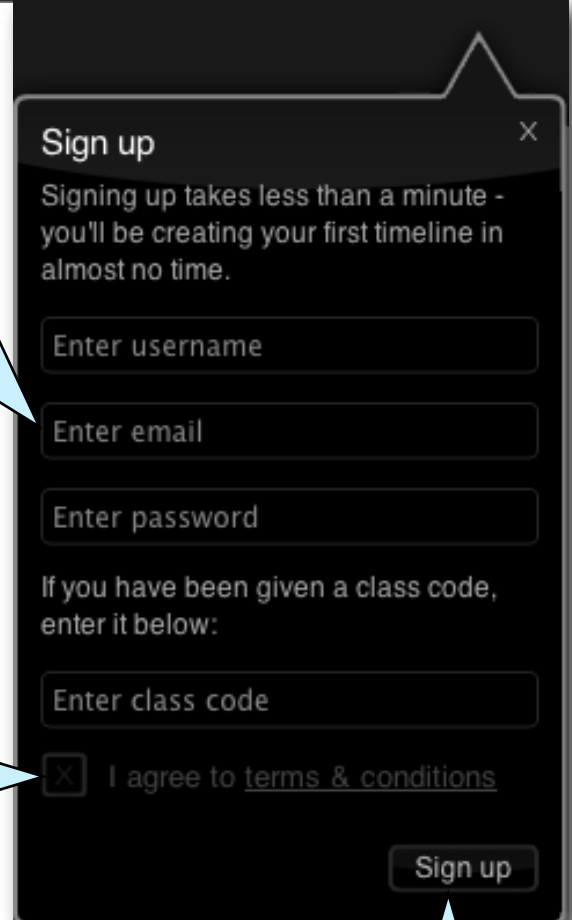 Sign up
X
Signing up takes less than a minute -
you'll be creating your first timeline in
almost no time.
Enter username
Enter email
Enter password
If you have been given a class code,
enter it below:
Enter class code
X I agree to terms & conditions
Sign up